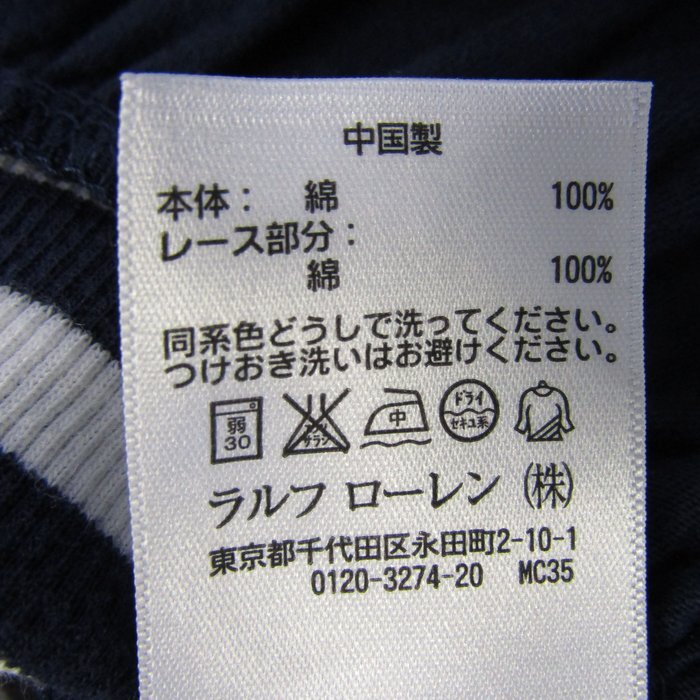 中国製
本体: 綿 100%
レース部分:
綿 100%
同系色どうしで洗ってください。
つけおき洗いはお避けください。
弱 30 エンソサラシ 中 ドライ セキユ系
ラルフ ローレン (株)
東京都千代田区永田町2-10-1
0120-3274-20 MC35